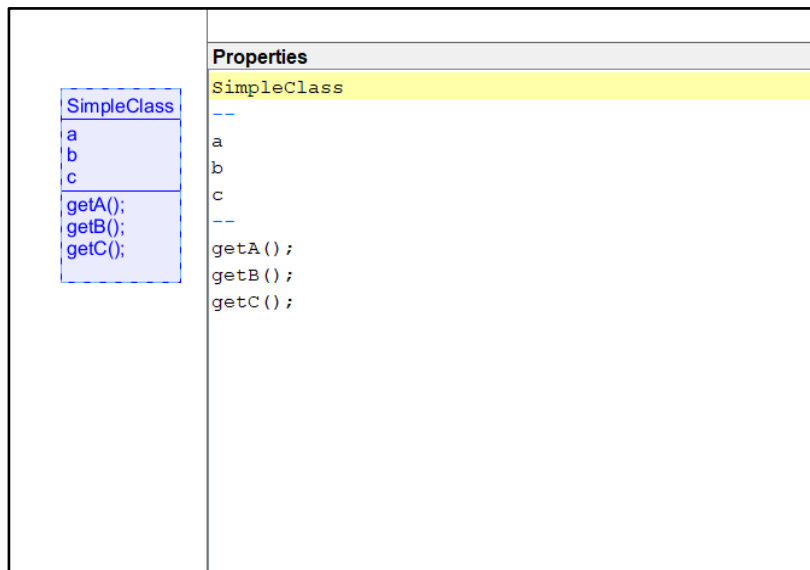 SimpleClass
a
b
c
getA();
getB();
getC();
Properties
SimpleClass
--
a
b
c
--
getA();
getB();
getC();